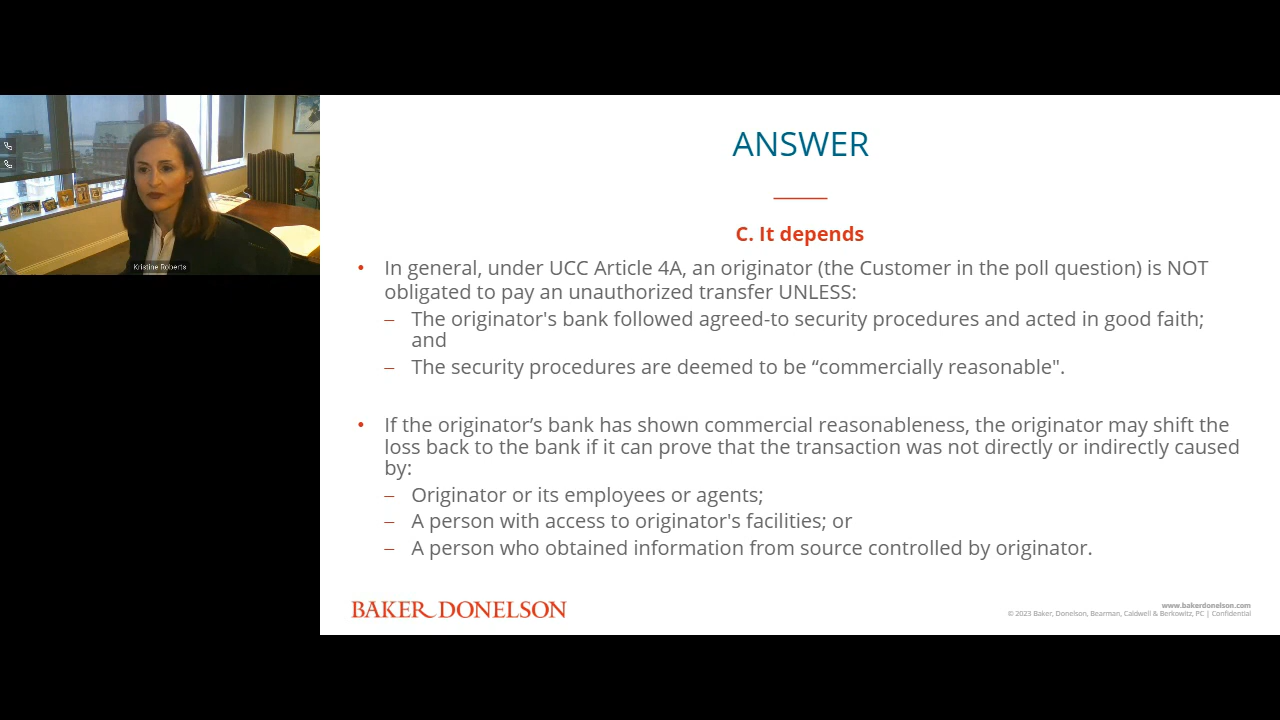 Kristine Roberts
ANSWER
C. It depends
• In general, under UCC Article 4A, an originator (the Customer in the poll question) is NOT
obligated to pay an unauthorized transfer UNLESS:
– The originator's bank followed agreed-to security procedures and acted in good faith;
and
– The security procedures are deemed to be “commercially reasonable".
• If the originator’s bank has shown commercial reasonableness, the originator may shift the
loss back to the bank if it can prove that the transaction was not directly or indirectly caused
by:
– Originator or its employees or agents;
– A person with access to originator's facilities; or
– A person who obtained information from source controlled by originator.
BAKER DONELSON
www.bakerdonelson.com
© 2023 Baker, Donelson, Bearman, Caldwell & Berkowitz, PC | Confidential